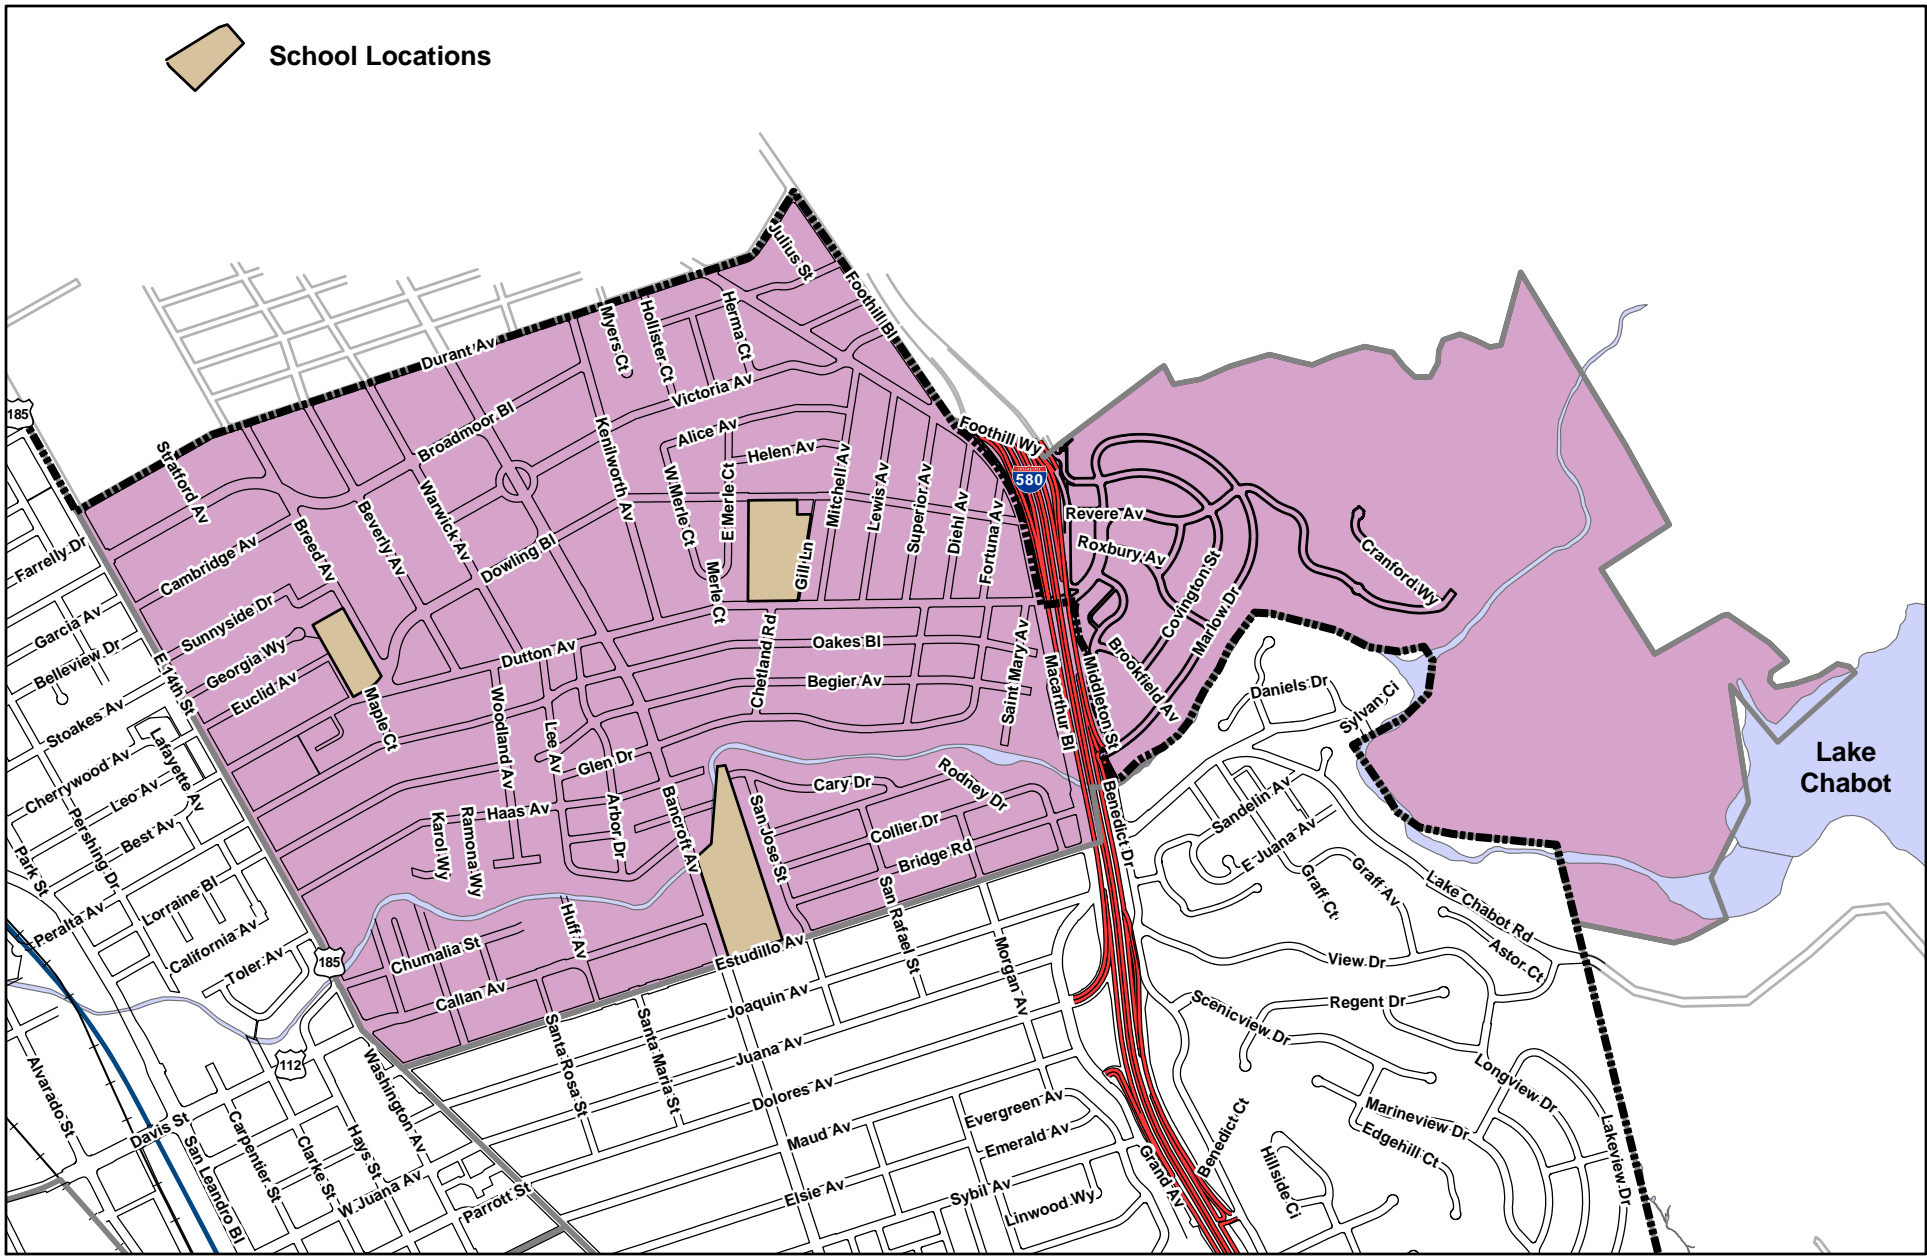 School Locations
Julius St
Foothill Bl
Herma Ct
Hollister Ct
Myers Ct
Durant Av
Victoria Av
Broadmoor Bl
185
Alice Av
Helen Av
Foothill Wy
580
Stratford Av
Kenilworth Av
Warwick Av
W Merle Ct
E Merle Ct
Mitchell Av
Lewis Av
Superior Av
Diehl Av
Fortuna Av
Revere Av
Roxbury Av
Cranford Wy
Covington St
Marlow Dr
Brookfield Av
Breed Av
Beverly Av
Dowling Bl
Gill Ln
Merle Ct
Cambridge Av
Farrelly Dr
Sunnyside Dr
Garcia Av
Georgia Wy
Belleview Dr
E 14th St
Euclid Av
Maple Ct
Dutton Av
Oakes Bl
Begier Av
Chetland Rd
Saint Mary Av
Macarthur Bl
Middleton St
Daniels Dr
Sylvan Ci
Lake
Chabot
Stoakes Av
Lafayette Av
Woodland Av
Lee Av
Glen Dr
Cherrywood Av
Leo Av
Haas Av
Arbor Dr
Bancroft Av
San Jose St
Cary Dr
Rodney Dr
Benedict Dr
Sandelin Av
Collier Dr
Bridge Rd
E Juana Av
Karol Wy
Ramona Wy
Pershing Dr
Best Av
Park St
Lorraine Bl
Peralta Av
California Av
Toler Av
185
Huff Av
Chumalia St
Callan Av
Estudillo Av
San Rafael St
Graff Ct
Graff Av
Lake Chabot Rd
Astor Ct
View Dr
Regent Dr
Scenicview Dr
Morgan Av
Joaquin Av
Juana Av
Dolores Av
Santa Rosa St
Santa Maria St
112
Washington Av
Alvarado St
Davis St
San Leandro Bl
Carpentier St
Clarke St
Hays St
W Juana Av
Parrott St
Maud Av
Elsie Av
Evergreen Av
Emerald Av
Sybil Av
Linwood Wy
Grand Av
Benedict Ct
Hillside Ci
Longview Dr
Marineview Dr
Edgehill Ct
Lakeview Dr